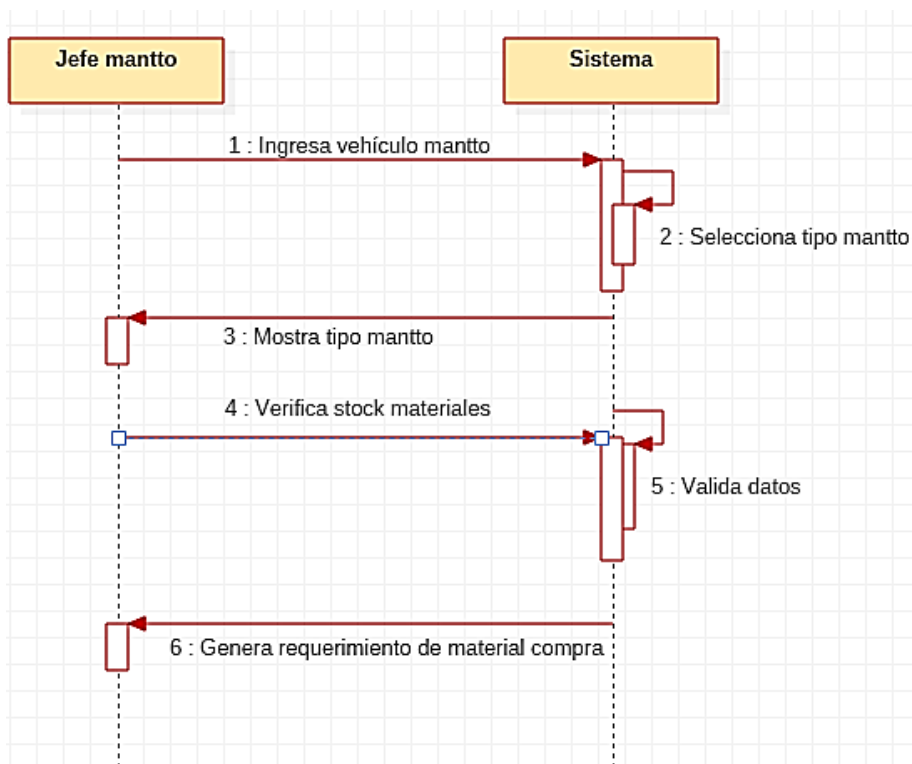 Jefe mantto
Sistema
1 : Ingresa vehículo mantto
2 : Selecciona tipo mantto
3 : Mostra tipo mantto
4 : Verifica stock materiales
5 : Valida datos
6 : Genera requerimiento de material compra